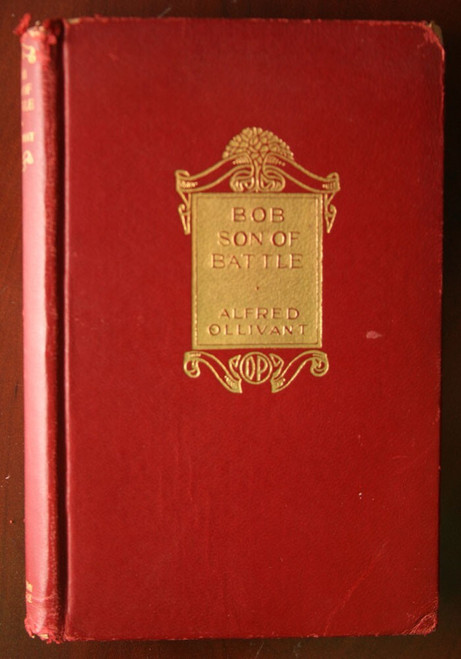 BOB
SON OF
BATTLE
ALFRED
OLLIVANT
DP